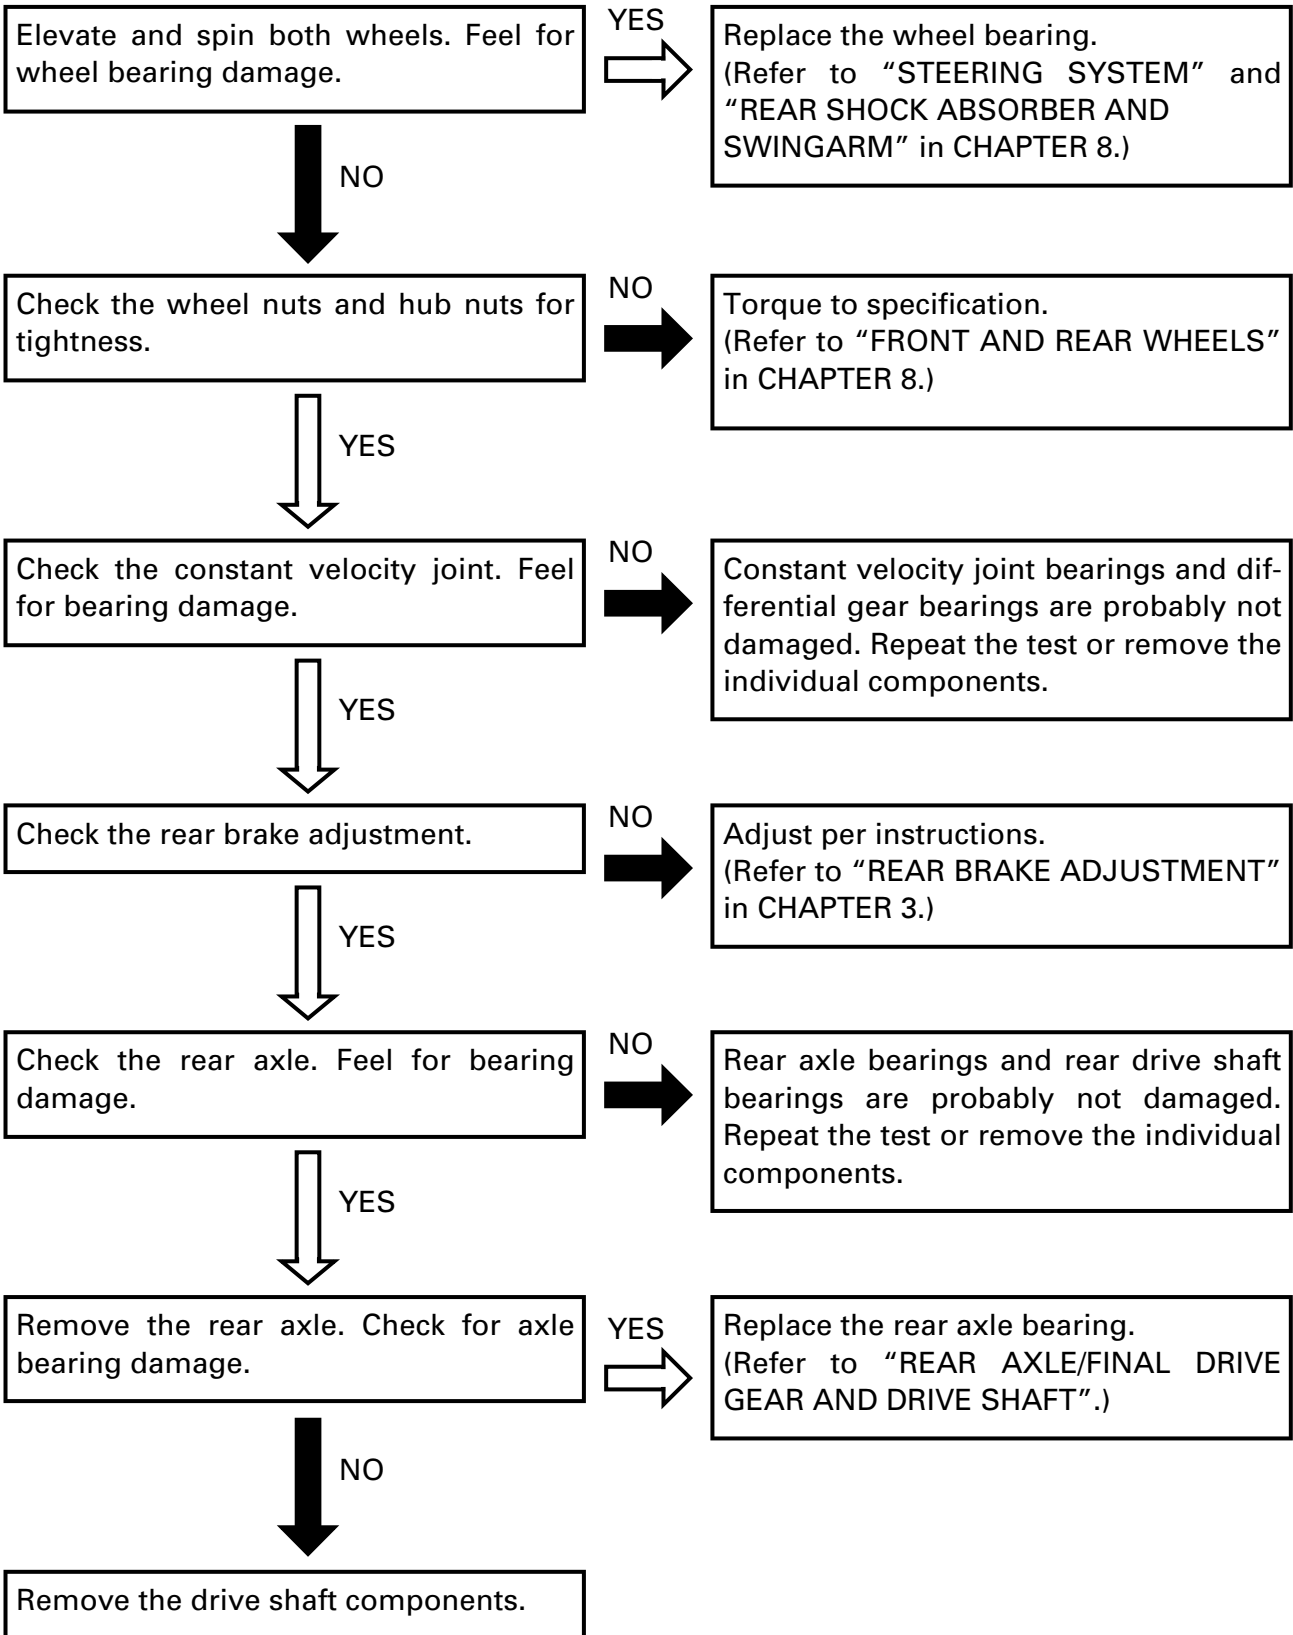 Elevate and spin both wheels. Feel for
wheel bearing damage.
YES
Replace the wheel bearing.
(Refer to “STEERING SYSTEM” and
“REAR SHOCK ABSORBER AND
SWINGARM” in CHAPTER 8.)
NO
Check the wheel nuts and hub nuts for
tightness.
NO
Torque to specification.
(Refer to “FRONT AND REAR WHEELS”
in CHAPTER 8.)
YES
Check the constant velocity joint. Feel
for bearing damage.
NO
Constant velocity joint bearings and dif-
ferential gear bearings are probably not
damaged. Repeat the test or remove the
individual components.
YES
Check the rear brake adjustment.
NO
Adjust per instructions.
(Refer to “REAR BRAKE ADJUSTMENT”
in CHAPTER 3.)
YES
Check the rear axle. Feel for bearing
damage.
NO
Rear axle bearings and rear drive shaft
bearings are probably not damaged.
Repeat the test or remove the individual
components.
YES
Remove the rear axle. Check for axle
bearing damage.
YES
Replace the rear axle bearing.
(Refer to “REAR AXLE/FINAL DRIVE
GEAR AND DRIVE SHAFT”.)
NO
Remove the drive shaft components.